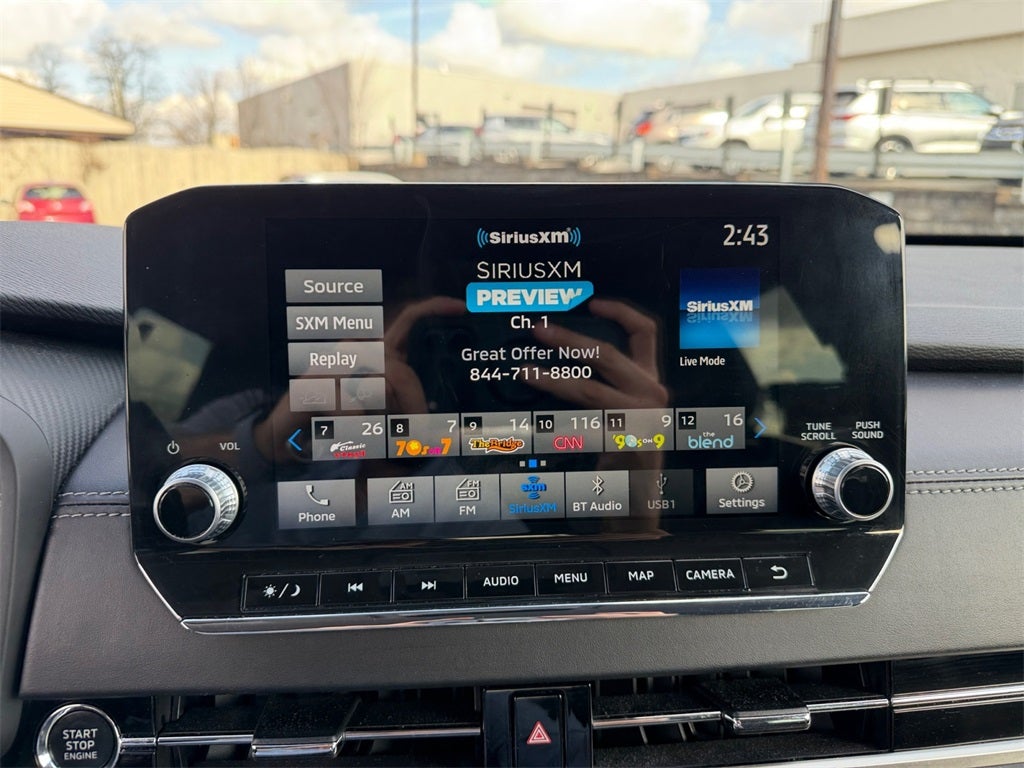 SiriusXM
2:43
SIRIUSXM
PREVIEW
Ch. 1
Great Offer Now!
844-711-8800
Source
SXM Menu
Replay
SiriusXM
Live Mode
7 26
8 7 70s on 7
9 14 The Bridge
10 116 CNN
11 9 '90s ON 9
12 16 the blend
VOL
TUNE
SCROLL
PUSH
SOUND
Phone
AM AM
FM FM
sxm SiriusXM
BT Audio
USB1
Settings
AUDIO
MENU
MAP
CAMERA
START
STOP
ENGINE